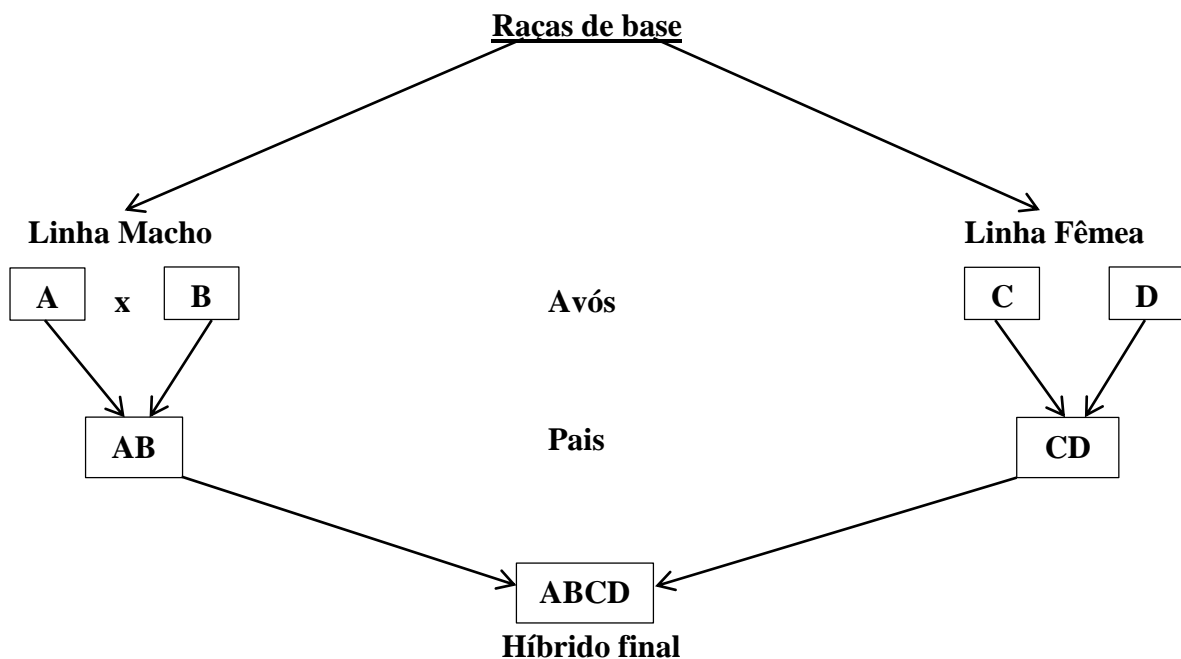 Raças de base
Linha Macho Linha Fêmea
A x B Avós C D
AB Pais CD
ABCD
Híbrido final